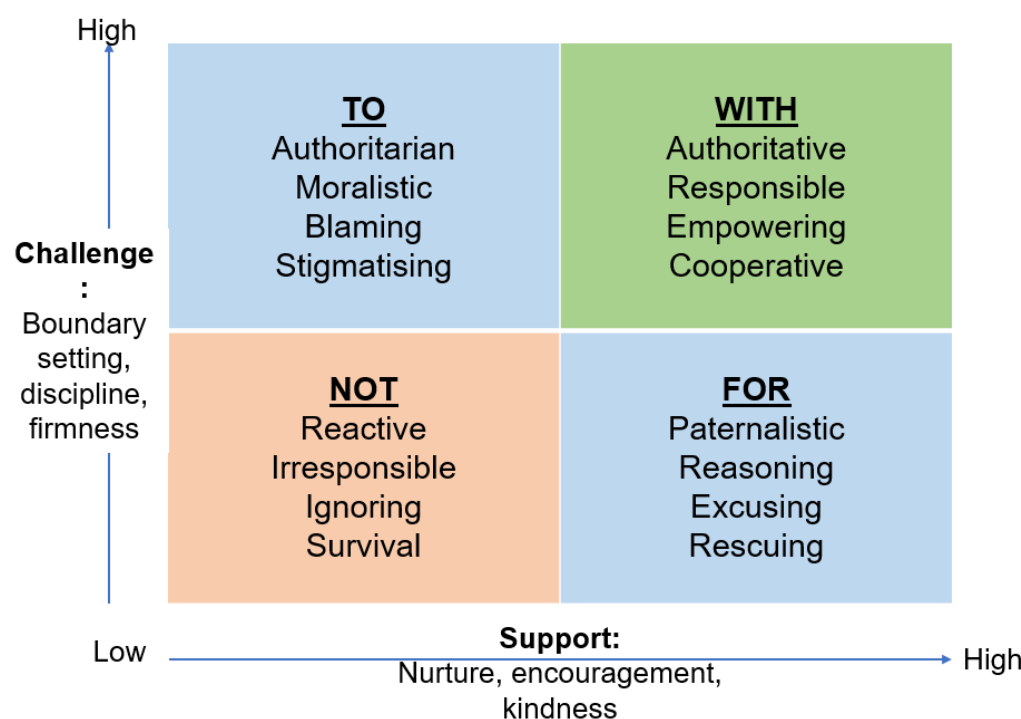 High
TO
Authoritarian
Moralistic
Blaming
Stigmatising
WITH
Authoritative
Responsible
Empowering
Cooperative
Challenge
:
Boundary
setting,
discipline,
firmness
NOT
Reactive
Irresponsible
Ignoring
Survival
FOR
Paternalistic
Reasoning
Excusing
Rescuing
Low
Support:
Nurture, encouragement,
kindness
High